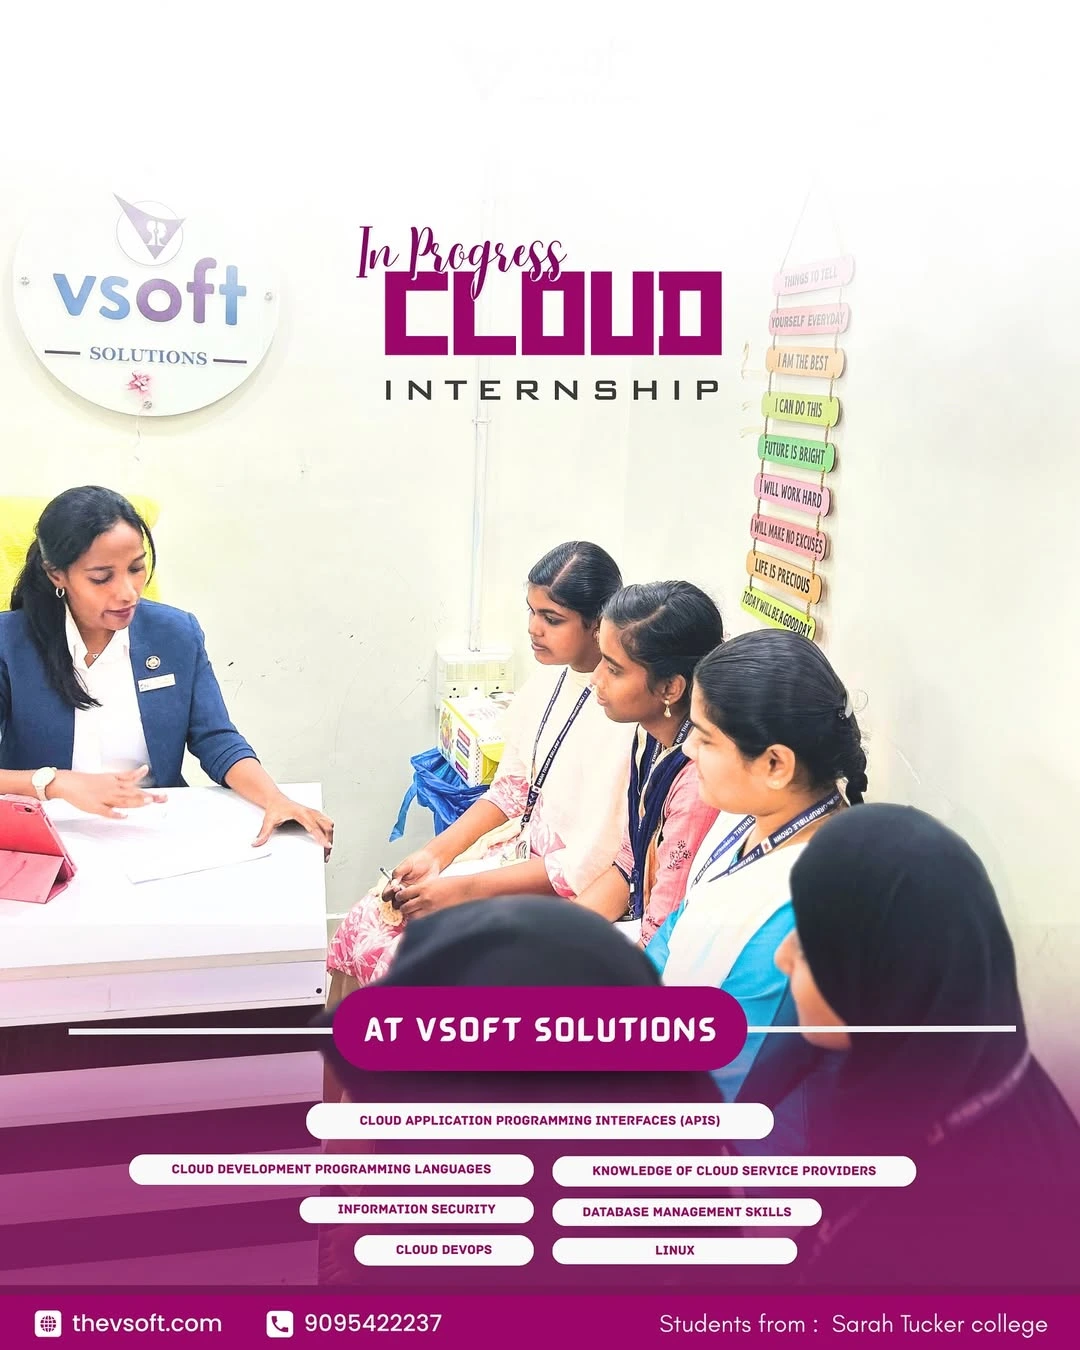 In Progress
CLOUD
INTERNSHIP
vsoft
SOLUTIONS
THINGS TO TELL
YOURSELF EVERYDAY
I AM THE BEST
I CAN DO THIS
FUTURE IS BRIGHT
I WILL WORK HARD
I WILL MAKE NO EXCUSES
LIFE IS PRECIOUS
TODAY WILL BE A GOOD DAY
AT VSOFT SOLUTIONS
CLOUD APPLICATION PROGRAMMING INTERFACES (APIS)
CLOUD DEVELOPMENT PROGRAMMING LANGUAGES
KNOWLEDGE OF CLOUD SERVICE PROVIDERS
INFORMATION SECURITY
DATABASE MANAGEMENT SKILLS
CLOUD DEVOPS
LINUX
thevsoft.com
9095422237
Students from : Sarah Tucker college